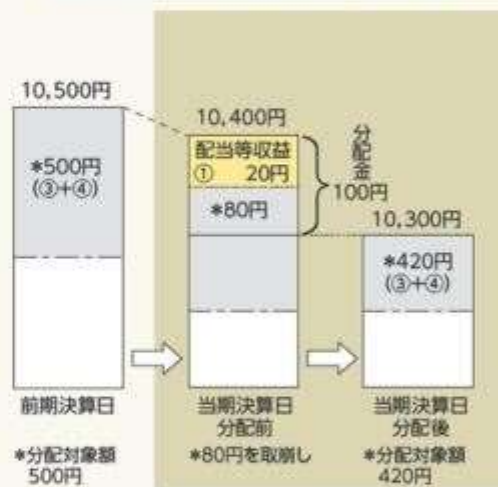 10,500円
*500円
(③+④)
前期決算日
*分配対象額
500円
10,400円
配当等収益
① 20円
*80円
分配金
100円
当期決算日
分配前
*80円を取崩し
10,300円
*420円
(③+④)
当期決算日
分配後
*分配対象額
420円